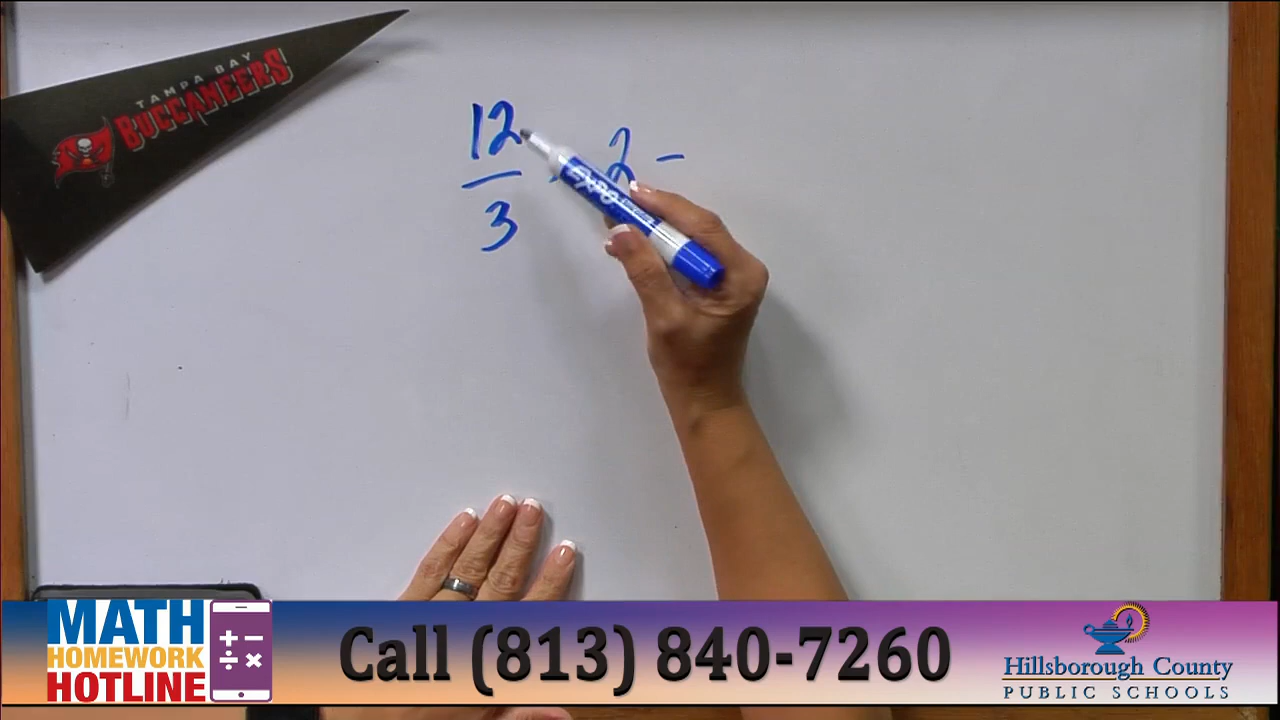 TAMPA BAY
BUCCANEERS
12
2 -
3
EXPO
MATH
HOMEWORK
HOTLINE
Call (813) 840-7260
Hillsborough County
PUBLIC SCHOOLS